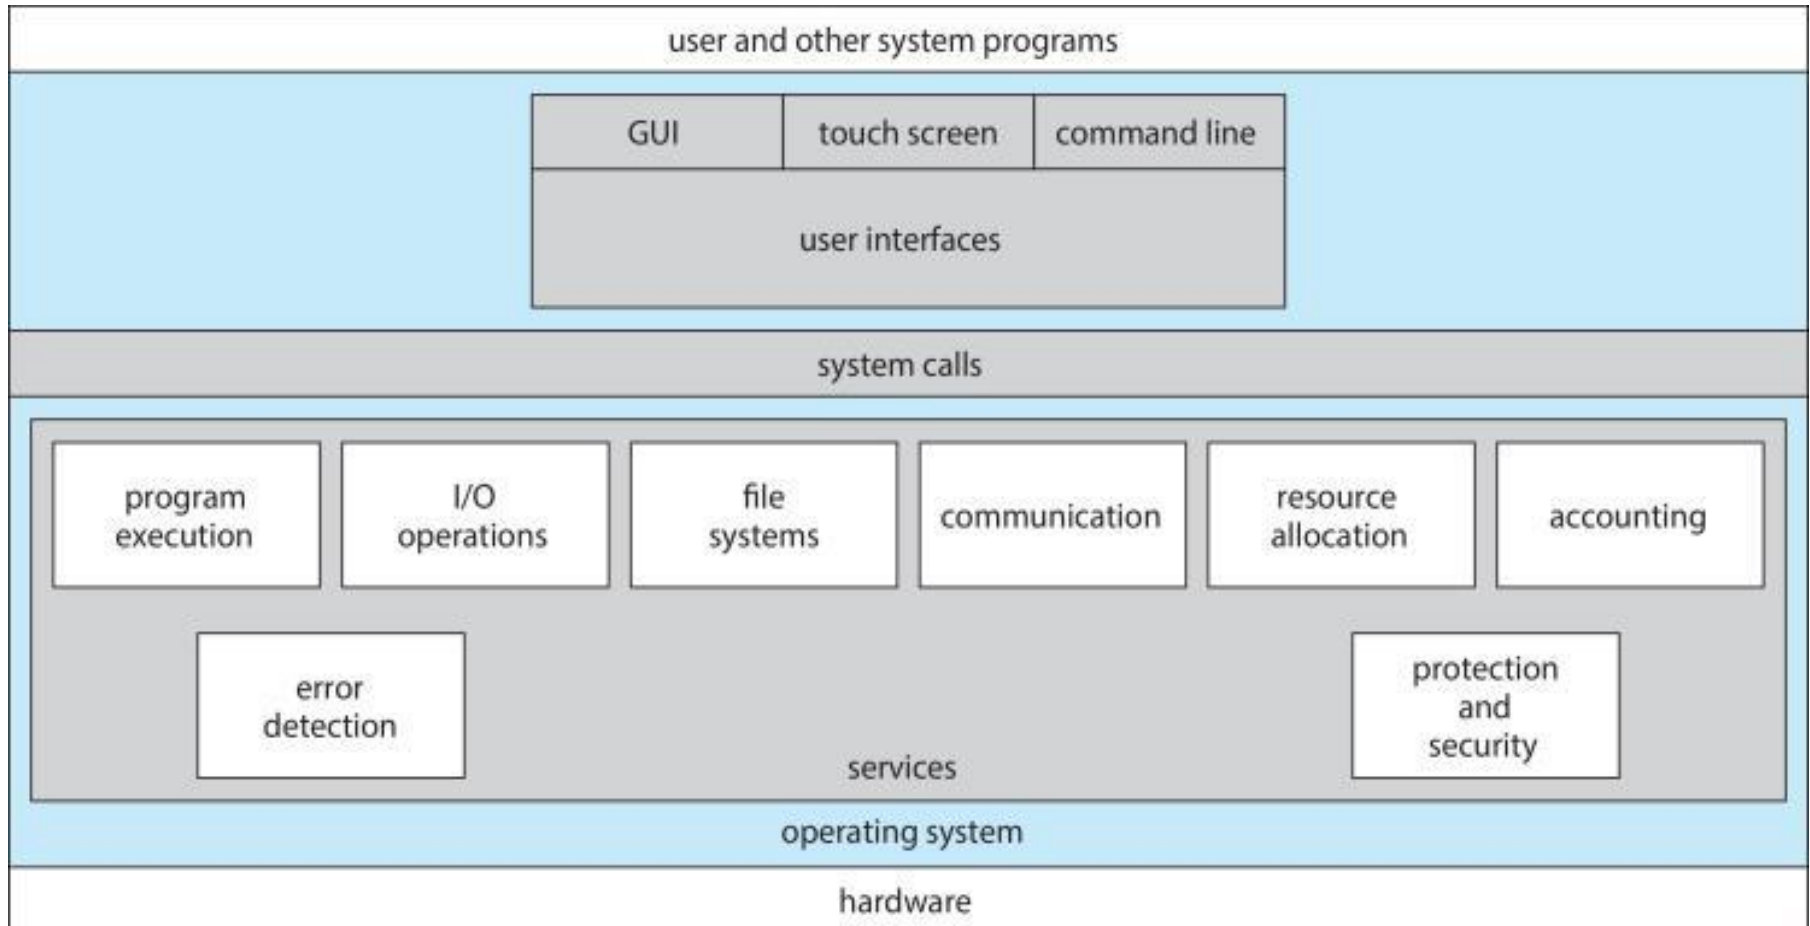 user and other system programs
GUI
touch screen
command line
user interfaces
system calls
program
execution
I/O
operations
file
systems
communication
resource
allocation
accounting
error
detection
protection
and
security
services
operating system
hardware